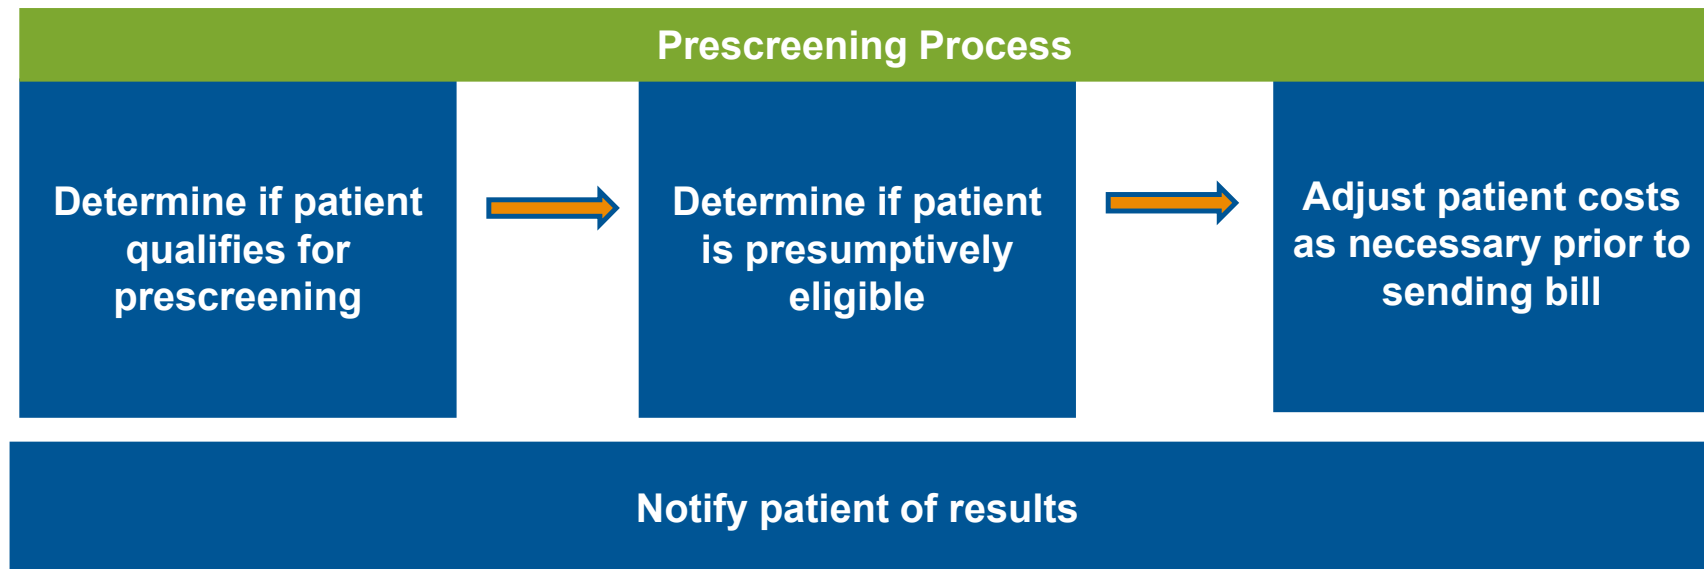 Prescreening Process
Determine if patient
qualifies for
prescreening
Determine if patient
is presumptively
eligible
Adjust patient costs
as necessary prior to
sending bill
Notify patient of results